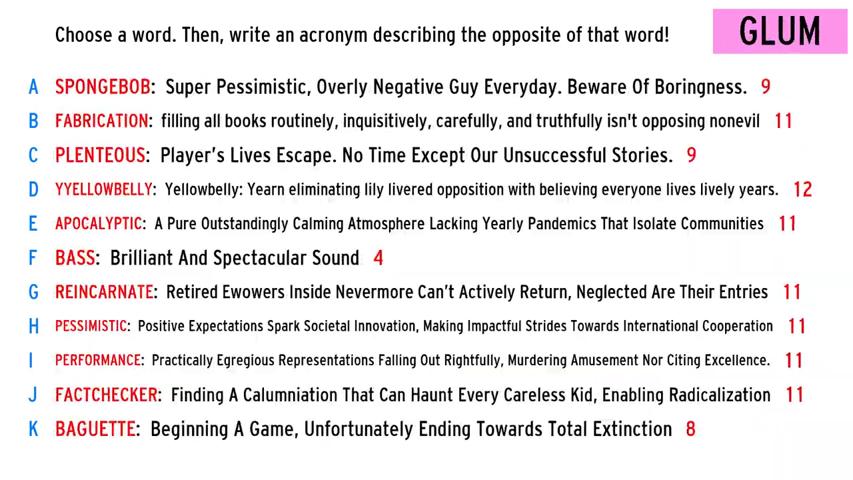 Choose a word. Then, write an acronym describing the opposite of that word!
GLUM
A SPONGEBOB: Super Pessimistic, Overly Negative Guy Everyday. Beware Of Boringness. 9
B FABRICATION: filling all books routinely, inquisitively, carefully, and truthfully isn't opposing nonevil 11
C PLENTEOUS: Player's Lives Escape. No Time Except Our Unsuccessful Stories. 9
D YYELLOWBELLY: Yellowbelly: Yearn eliminating lily livered opposition with believing everyone lives lively years. 12
E APOCALYPTIC: A Pure Outstandingly Calming Atmosphere Lacking Yearly Pandemics That Isolate Communities 11
F BASS: Brilliant And Spectacular Sound 4
G REINCARNATE: Retired Ewowers Inside Nevermore Can't Actively Return, Neglected Are Their Entries 11
H PESSIMISTIC: Positive Expectations Spark Societal Innovation, Making Impactful Strides Towards International Cooperation 11
I PERFORMANCE: Practically Egregious Representations Falling Out Rightfully, Murdering Amusement Nor Citing Excellence. 11
J FACTCHECKER: Finding A Calumniation That Can Haunt Every Careless Kid, Enabling Radicalization 11
K BAGUETTE: Beginning A Game, Unfortunately Ending Towards Total Extinction 8